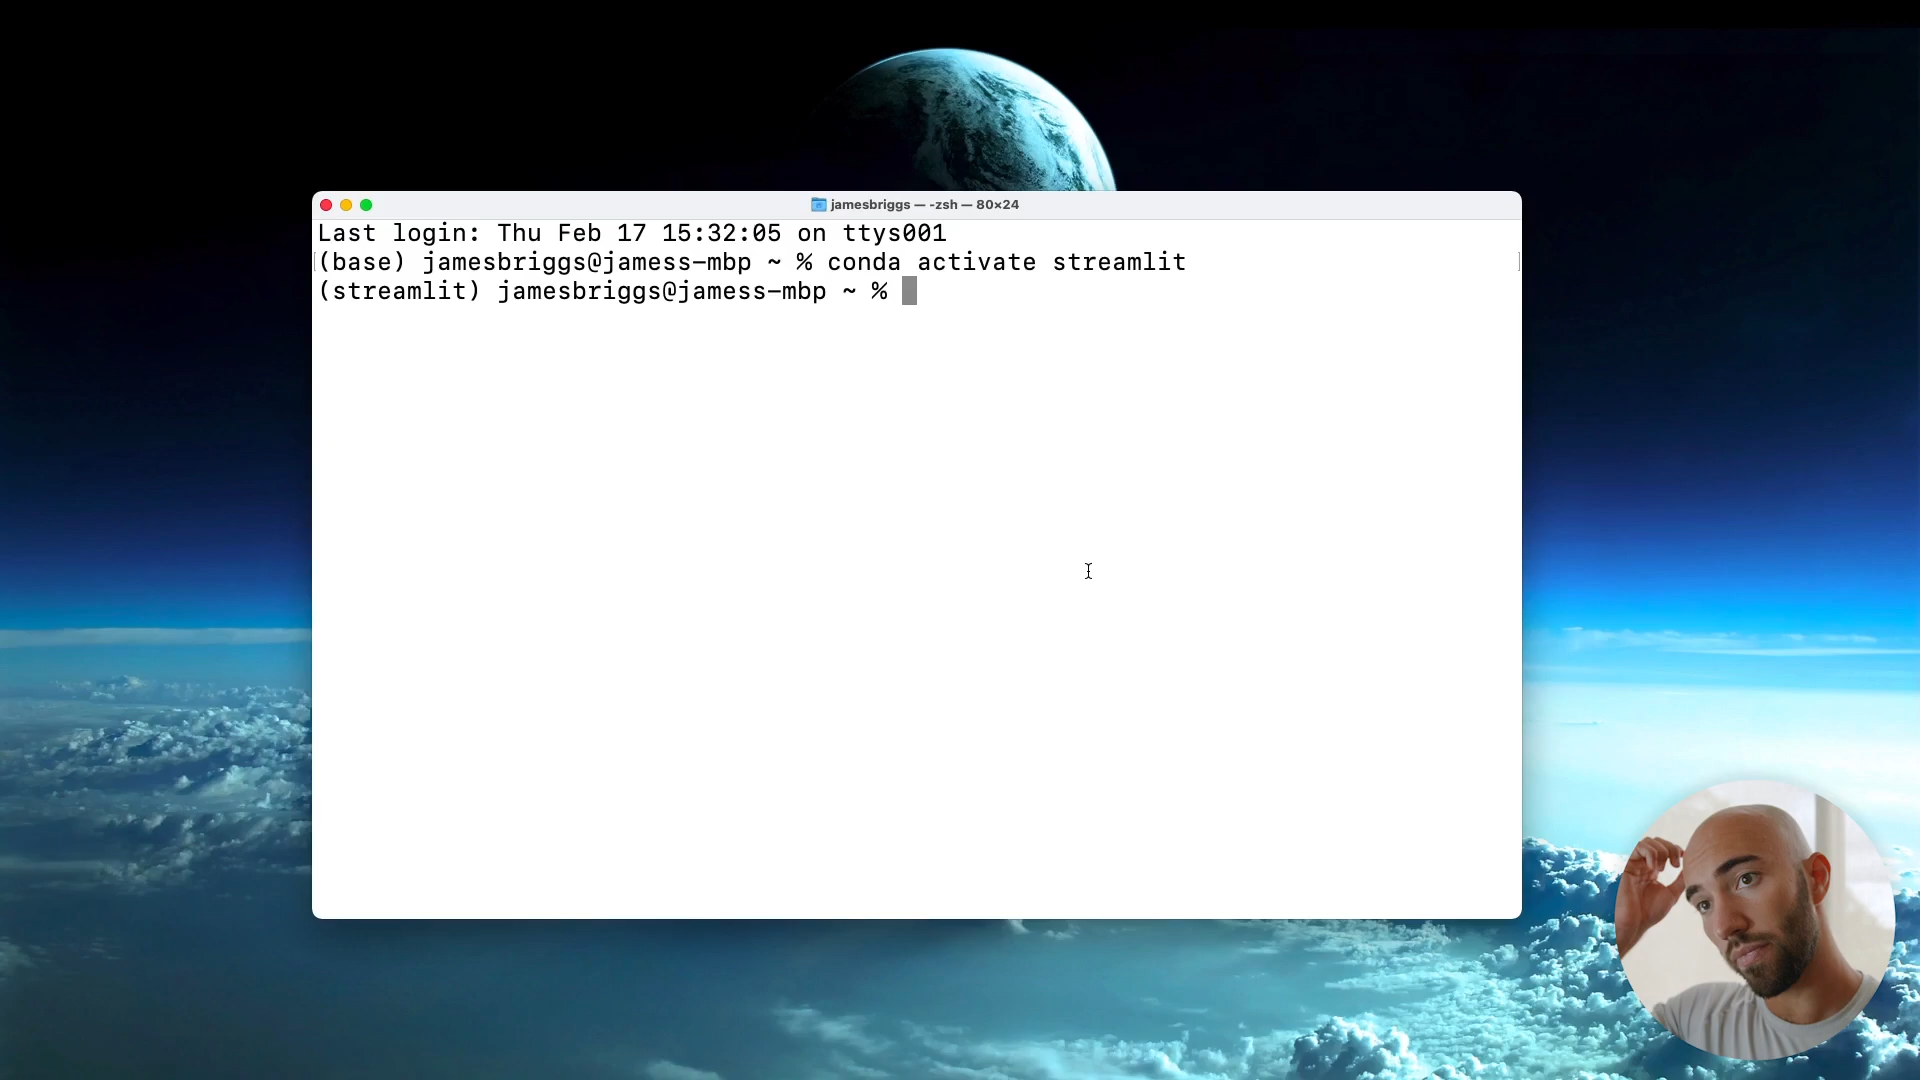 jamesbriggs — -zsh — 80×24
Last login: Thu Feb 17 15:32:05 on ttys001
(base) jamesbriggs@jamess-mbp ~ % conda activate streamlit
(streamlit) jamesbriggs@jamess-mbp ~ %